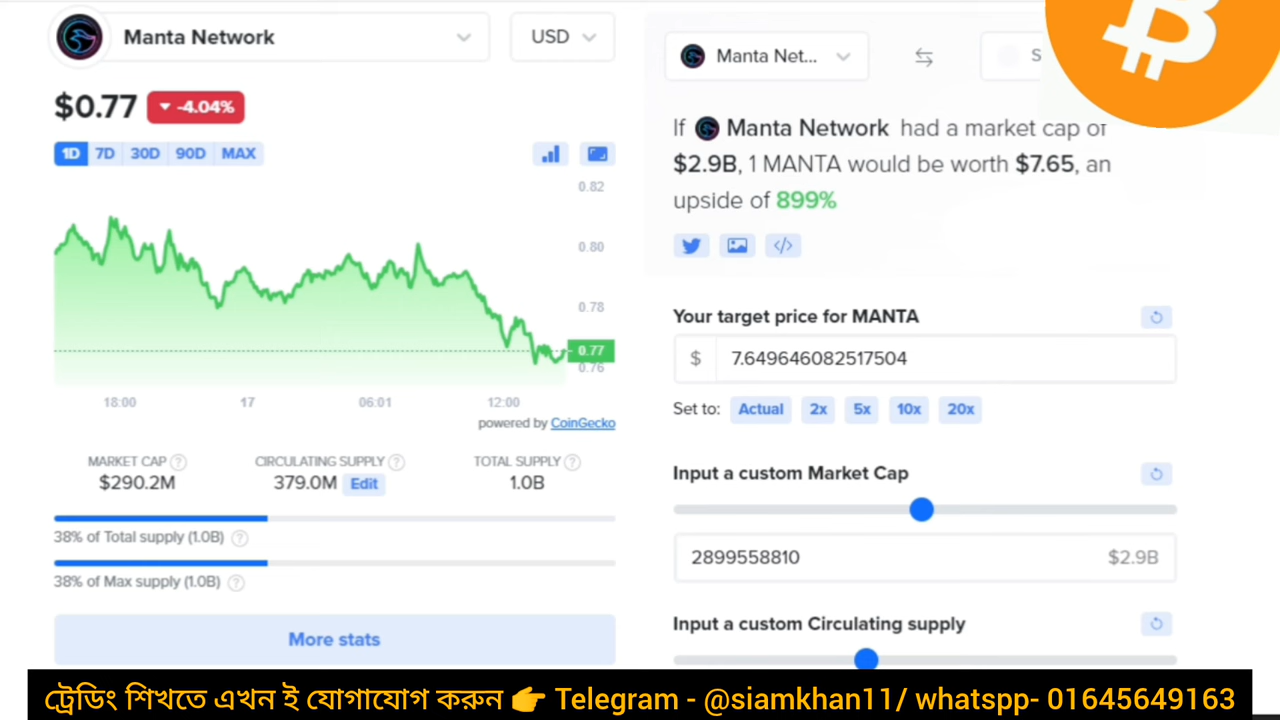 Manta Network
USD
$0.77 -4.04%
1D 7D 30D 90D MAX
0.82
0.80
0.78
0.77
0.76
18:00 17 06:01 12:00
powered by CoinGecko
MARKET CAP ? CIRCULATING SUPPLY ? TOTAL SUPPLY ?
$290.2M 379.0M Edit 1.0B
38% of Total supply (1.0B) ?
38% of Max supply (1.0B) ?
More stats
Manta Net... S
If Manta Network had a market cap of
$2.9B, 1 MANTA would be worth $7.65, an
upside of 899%
Your target price for MANTA
$ 7.649646082517504
Set to: Actual 2x 5x 10x 20x
Input a custom Market Cap
2899558810 $2.9B
Input a custom Circulating supply
ট্রেডিং শিখতে এখন ই যোগাযোগ করুন 👉 Telegram - @siamkhan11/ whatspp- 01645649163